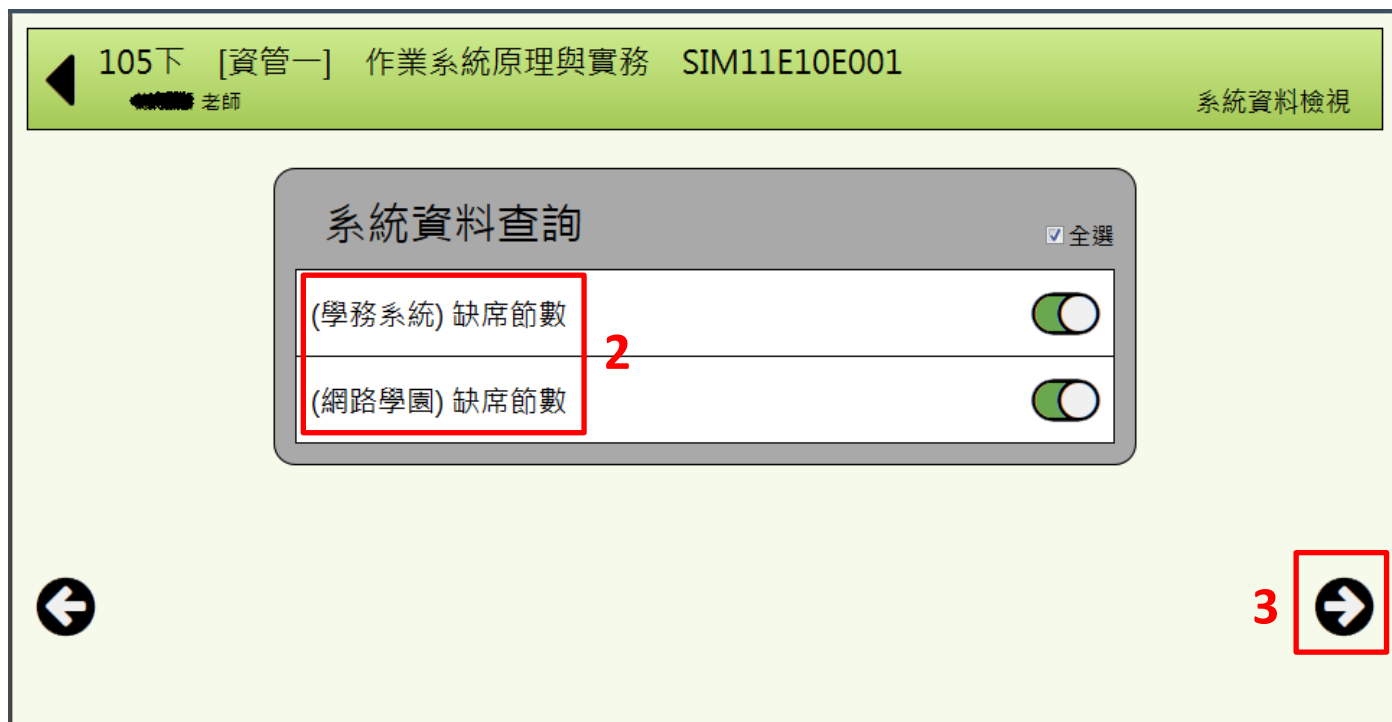 105下 [資管一] 作業系統原理與實務 SIM11E10E001
老師
系統資料檢視
系統資料查詢
全選
(學務系統) 缺席節數
2
(網路學園) 缺席節數
3